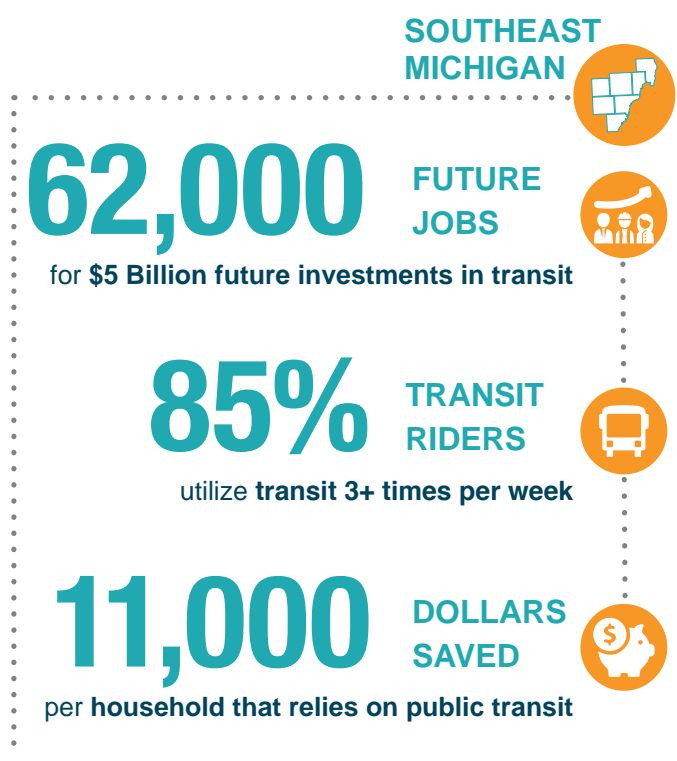 SOUTHEAST
MICHIGAN
62,000
FUTURE
JOBS
for $5 Billion future investments in transit
85%
TRANSIT
RIDERS
utilize transit 3+ times per week
11,000
DOLLARS
SAVED
$
per household that relies on public transit